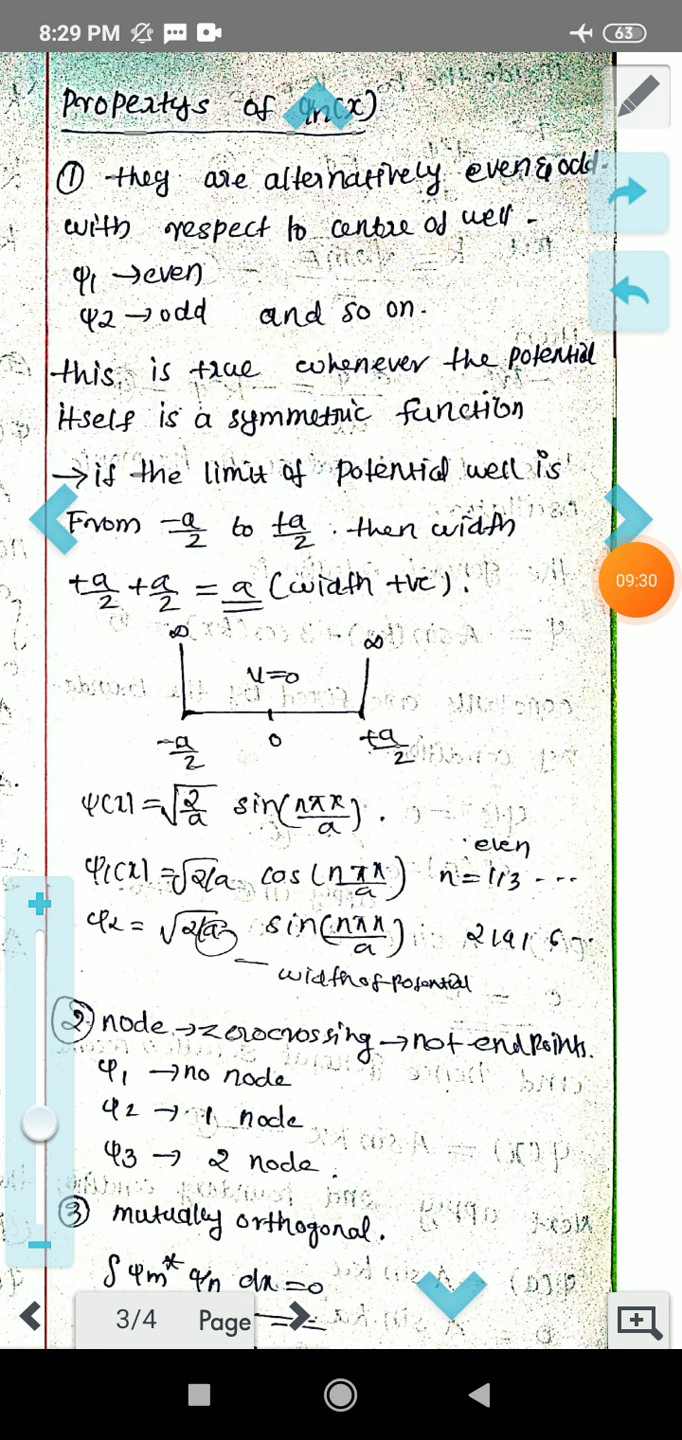 8:29 PM
63
Propertys of φn(x)
① they are alternatively even & odd.
with respect to centre of well -
ψ1 → even
ψ2 → odd and so on.
this is true whenever the potential
itself is a symmetric function
→ if the limit of potential well is
From -a/2 to +a/2 . then width
09:30
+a/2 + a/2 = a (width +ve).
∞ ∞
V=0
-a/2 0 +a/2
ψ(x) = √2/a sin(nπx/a) .
even
ψ1(x) = √2/a cos(nπx/a) n = 1,3 ...
ψ2 = √2/a sin(nπx/a) 2,4,6 ..
width of potential
② node → zerocrossing → not endpoints.
ψ1 → no node
ψ2 → 1 node
ψ3 → 2 node .
③ mutually orthogonal.
∫ψm* ψn dx = 0
3/4 Page